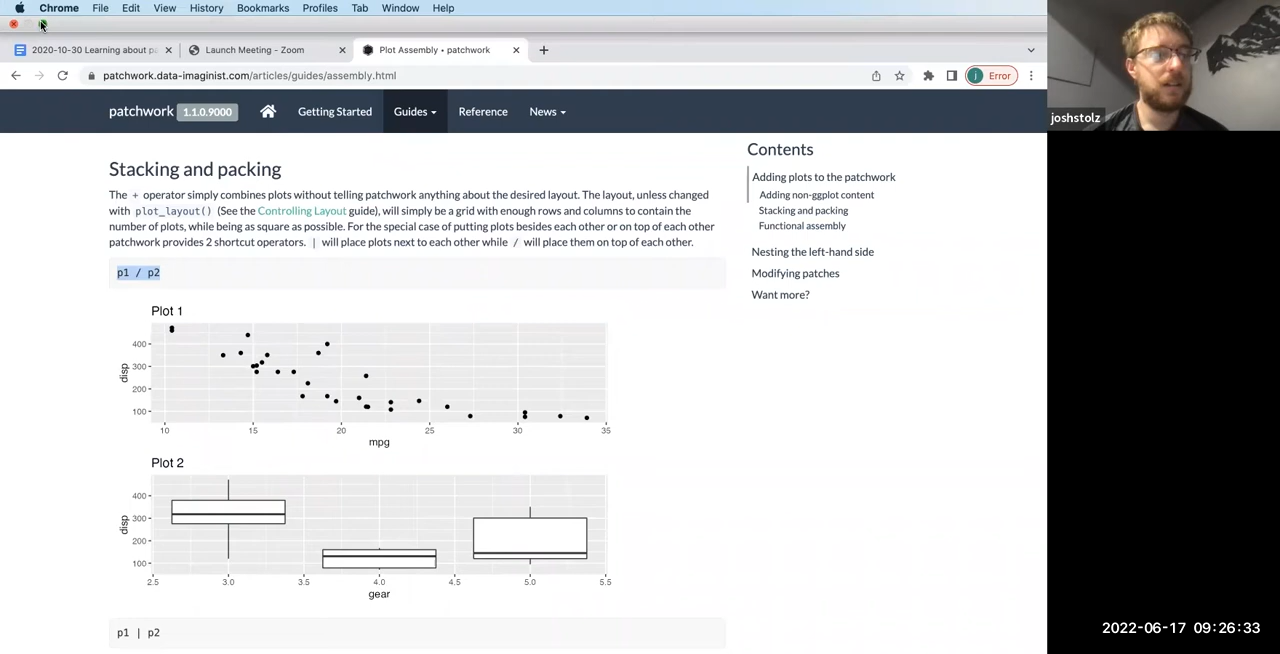 Chrome File Edit View History Bookmarks Profiles Tab Window Help
2020-10-30 Learning about pa
Launch Meeting - Zoom
Plot Assembly • patchwork
patchwork.data-imaginist.com/articles/guides/assembly.html
j Error
patchwork 1.1.0.9000 Getting Started Guides Reference News
joshstolz
Stacking and packing
The + operator simply combines plots without telling patchwork anything about the desired layout. The layout, unless changed
with plot_layout() (See the Controlling Layout guide), will simply be a grid with enough rows and columns to contain the
number of plots, while being as square as possible. For the special case of putting plots besides each other or on top of each other
patchwork provides 2 shortcut operators. | will place plots next to each other while / will place them on top of each other.
p1 / p2
Plot 1
disp
400
300
200
100
10 15 20 25 30 35
mpg
Plot 2
disp
400
300
200
100
2.5 3.0 3.5 4.0 4.5 5.0 5.5
gear
p1 | p2
Contents
Adding plots to the patchwork
Adding non-ggplot content
Stacking and packing
Functional assembly
Nesting the left-hand side
Modifying patches
Want more?
2022-06-17 09:26:33